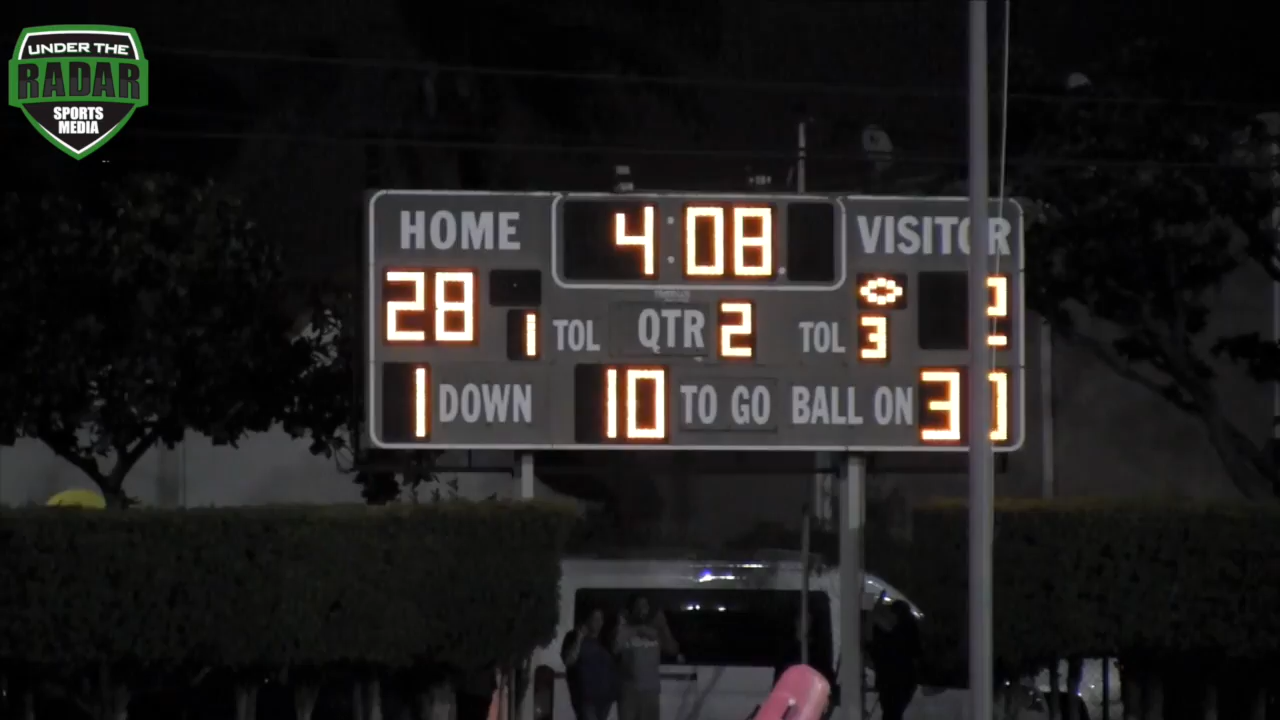 UNDER THE
RADAR
SPORTS
MEDIA
HOME 4:08 VISITOR
28
1 TOL QTR 2 TOL 3
1 DOWN 10 TO GO BALL ON 3